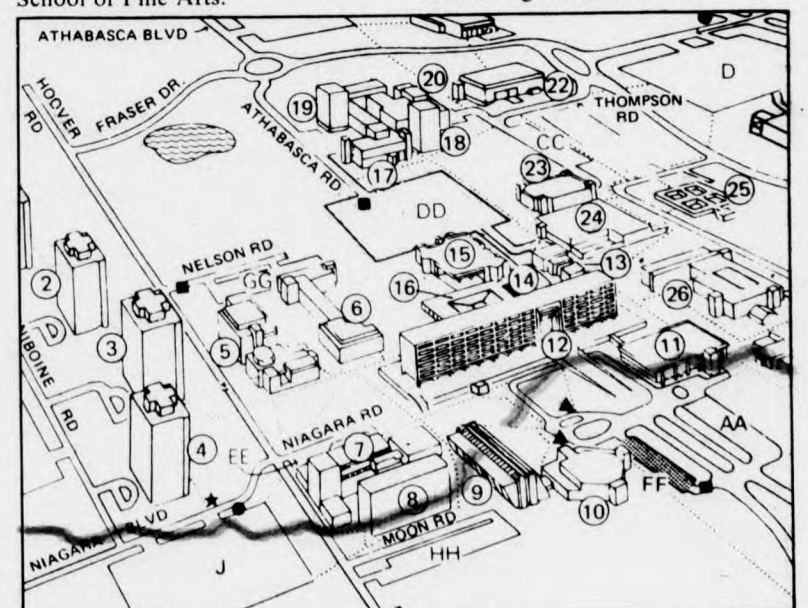 School of Fine Arts.
ATHABASCA BLVD
HOOVER RD
FRASER DR.
ATHABASCA RD
THOMPSON RD
D
CC
DD
NELSON RD
GG
NIBOINE RD
NIAGARA RD
EE
NIAGARA BLVD
MOON RD
J
HH
FF
AA
2
3
4
5
6
7
8
9
10
11
12
13
14
15
16
17
18
19
20
22
23
24
25
26